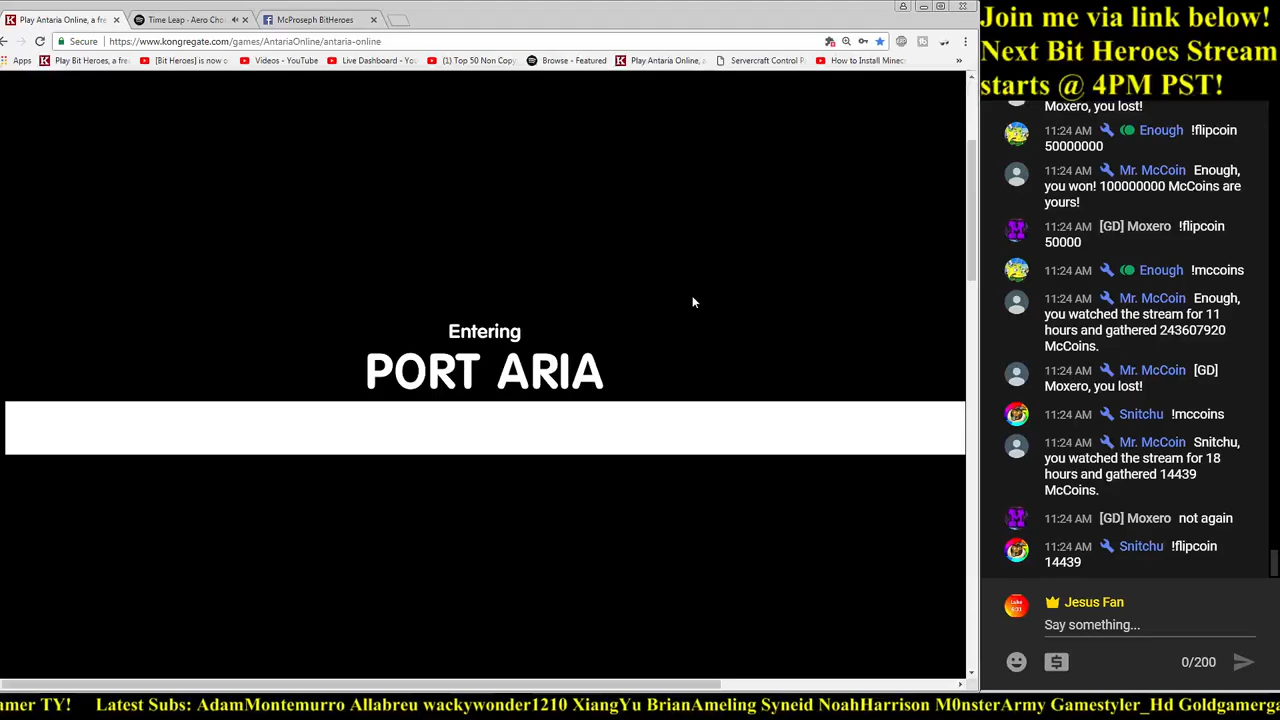 Play Antaria Online, a fre
Time Leap - Aero Cho
McProseph BitHeroes
Secure
https://www.kongregate.com/games/AntariaOnline/antaria-online
Apps
Play Bit Heroes, a fre
[Bit Heroes] is now o
Videos - YouTube
Live Dashboard - You
(1) Top 50 Non Copy
Browse - Featured
Play Antaria Online, a
Servercraft Control P
How to Install Minec
»
Entering
PORT ARIA
Join me via link below!
Next Bit Heroes Stream
starts @ 4PM PST!
Moxero, you lost!
11:24 AM Enough !flipcoin
50000000
11:24 AM Mr. McCoin Enough,
you won! 100000000 McCoins are
yours!
11:24 AM [GD] Moxero !flipcoin
50000
11:24 AM Enough !mccoins
11:24 AM Mr. McCoin Enough,
you watched the stream for 11
hours and gathered 243607920
McCoins.
11:24 AM Mr. McCoin [GD]
Moxero, you lost!
11:24 AM Snitchu !mccoins
11:24 AM Mr. McCoin Snitchu,
you watched the stream for 18
hours and gathered 14439
McCoins.
11:24 AM [GD] Moxero not again
11:24 AM Snitchu !flipcoin
14439
Jesus Fan
Say something...
0/200
amer TY! Latest Subs: AdamMontemurro Allabreu wackywonder1210 XiangYu BrianAmeling Syneid NoahHarrison M0nsterArmy Gamestyler_Hd Goldgamerga